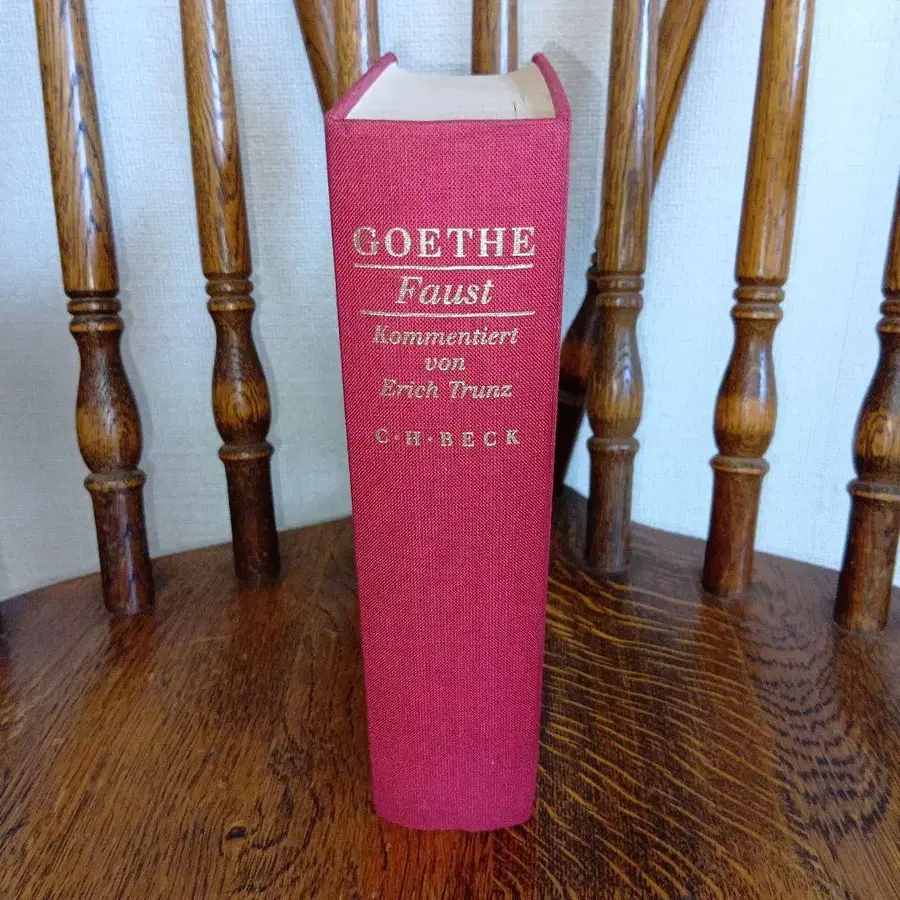 GOETHE
Faust
Kommentiert
von
Erich Trunz
C·H·BECK